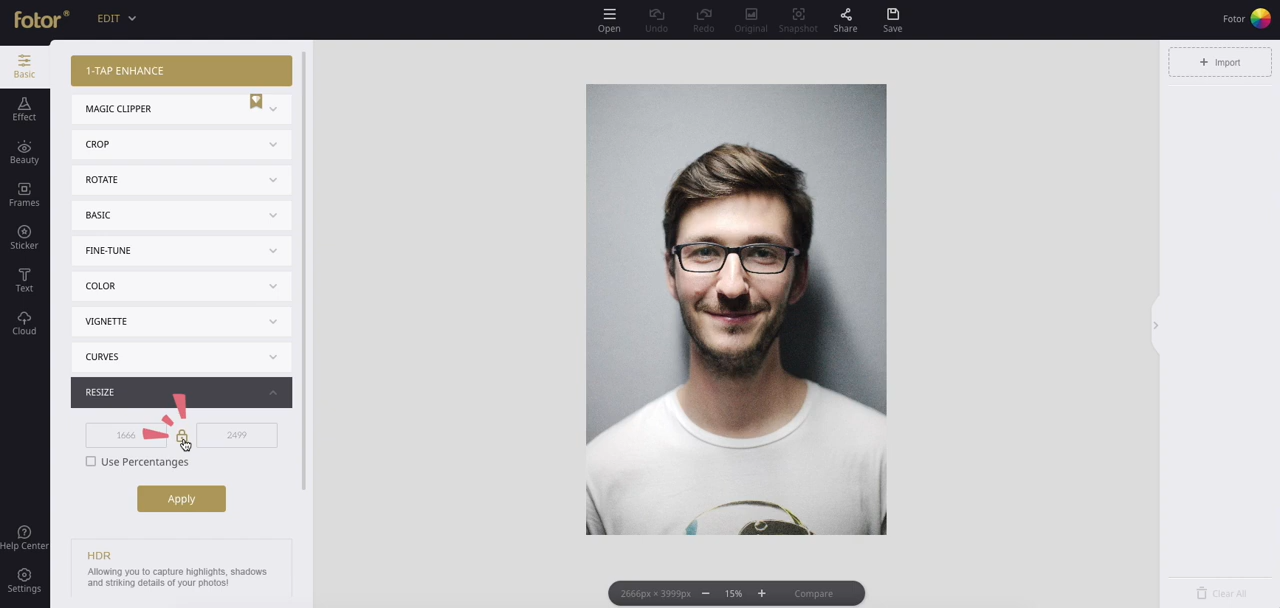 fotor®
EDIT
Open
Undo
Redo
Original
Snapshot
Share
Save
Fotor
Basic
Effect
Beauty
Frames
Sticker
Text
Cloud
Help Center
Settings
1-TAP ENHANCE
MAGIC CLIPPER
CROP
ROTATE
BASIC
FINE-TUNE
COLOR
VIGNETTE
CURVES
RESIZE
1666 2499
Use Percentanges
Apply
HDR
Allowing you to capture highlights, shadows
and striking details of your photos!
2666px × 3999px − 15% + Compare
+ Import
Clear All